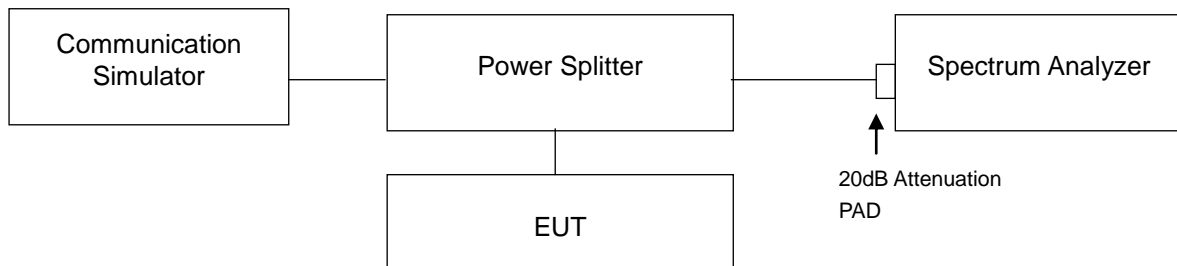 Communication
Simulator
Power Splitter
Spectrum Analyzer
20dB Attenuation
PAD
EUT